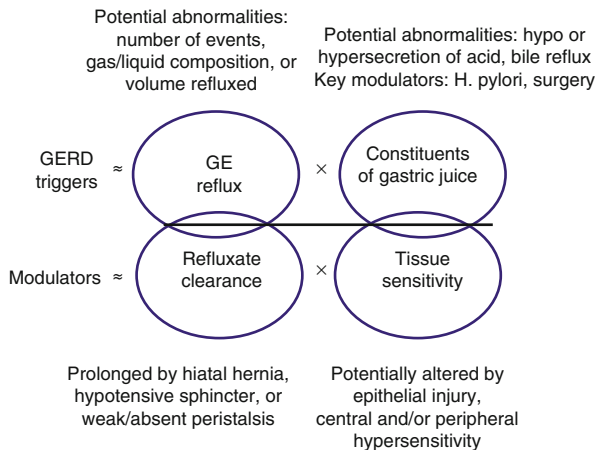 Potential abnormalities:
number of events,
gas/liquid composition, or
volume refluxed
Potential abnormalities: hypo or
hypersecretion of acid, bile reflux
Key modulators: H. pylori, surgery
GERD
triggers
≈
GE
reflux
×
Constituents
of gastric juice
Modulators ≈
Refluxate
clearance
×
Tissue
sensitivity
Prolonged by hiatal hernia,
hypotensive sphincter, or
weak/absent peristalsis
Potentially altered by
epithelial injury,
central and/or peripheral
hypersensitivity